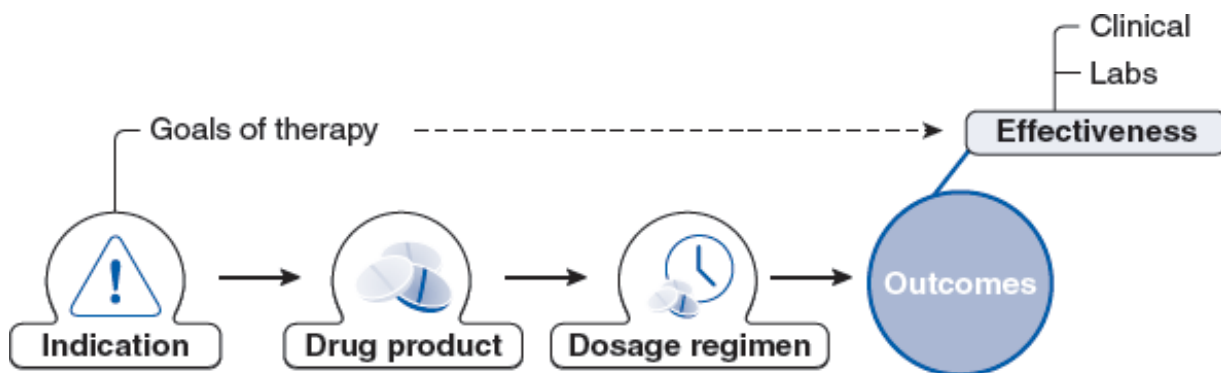 Clinical
Labs
Goals of therapy
Effectiveness
Outcomes
Indication
Drug product
Dosage regimen